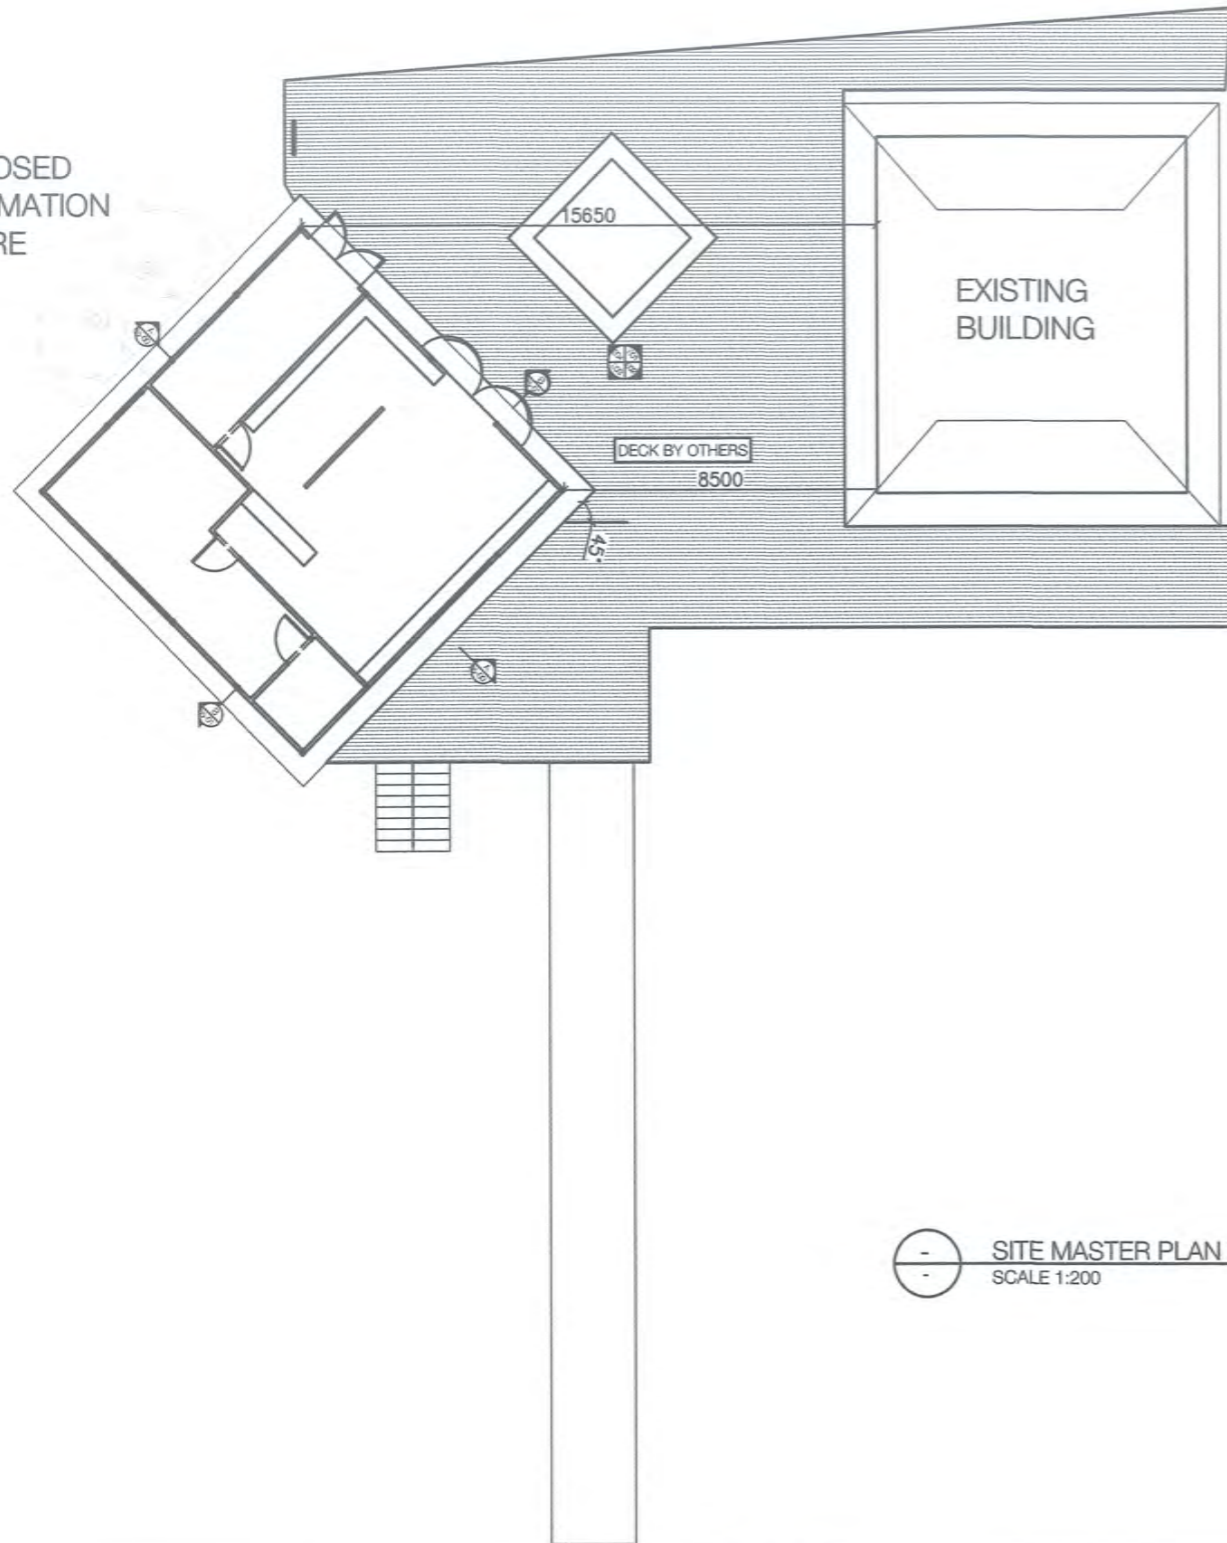 OSED
MATION
RE
15650
EXISTING
BUILDING
DECK BY OTHERS
8500
45°
-
-
SITE MASTER PLAN
SCALE 1:200